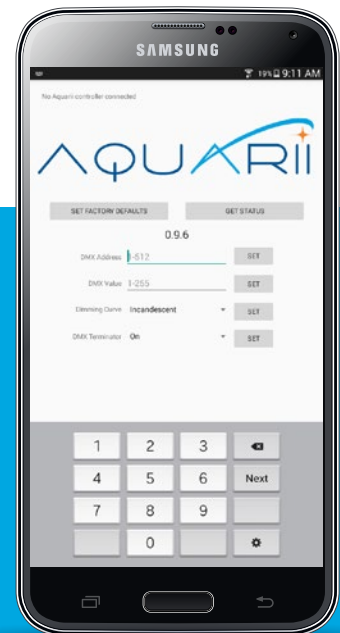 SAMSUNG
19% 9:11 AM
No Aquarii controller connected
AQUARII
SET FACTORY DEFAULTS GET STATUS
0.9.6
DMX Address 1-512 SET
DMX Value 1-255 SET
Dimming Curve Incandescent SET
DMX Terminator On SET
1 2 3
4 5 6 Next
7 8 9
0